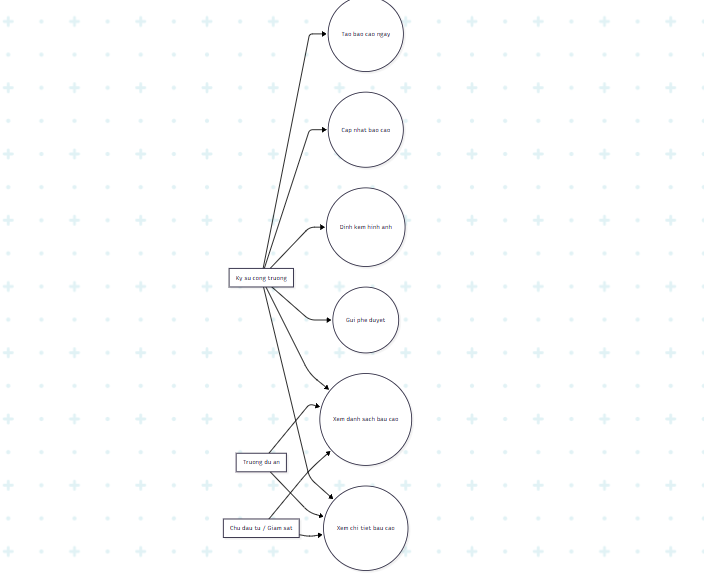 Tao bao cao ngay
Cap nhat bao cao
Dinh kem hinh anh
Ky su cong truong
Gui phe duyet
Xem danh sach bau cao
Truong du an
Chu dau tu / Giam sat
Xem chi tiet bau cao